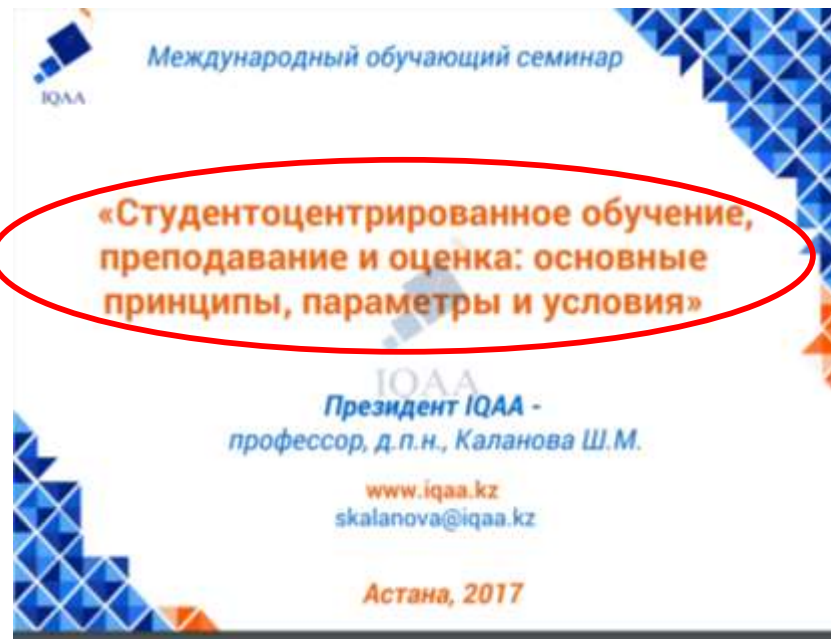 Международный обучающий семинар
IQAA
«Студентоцентрированное обучение,
преподавание и оценка: основные
принципы, параметры и условия»
IQAA
Президент IQAA -
профессор, д.п.н., Каланова Ш.М.
www.iqaa.kz
skalanova@iqaa.kz
Астана, 2017